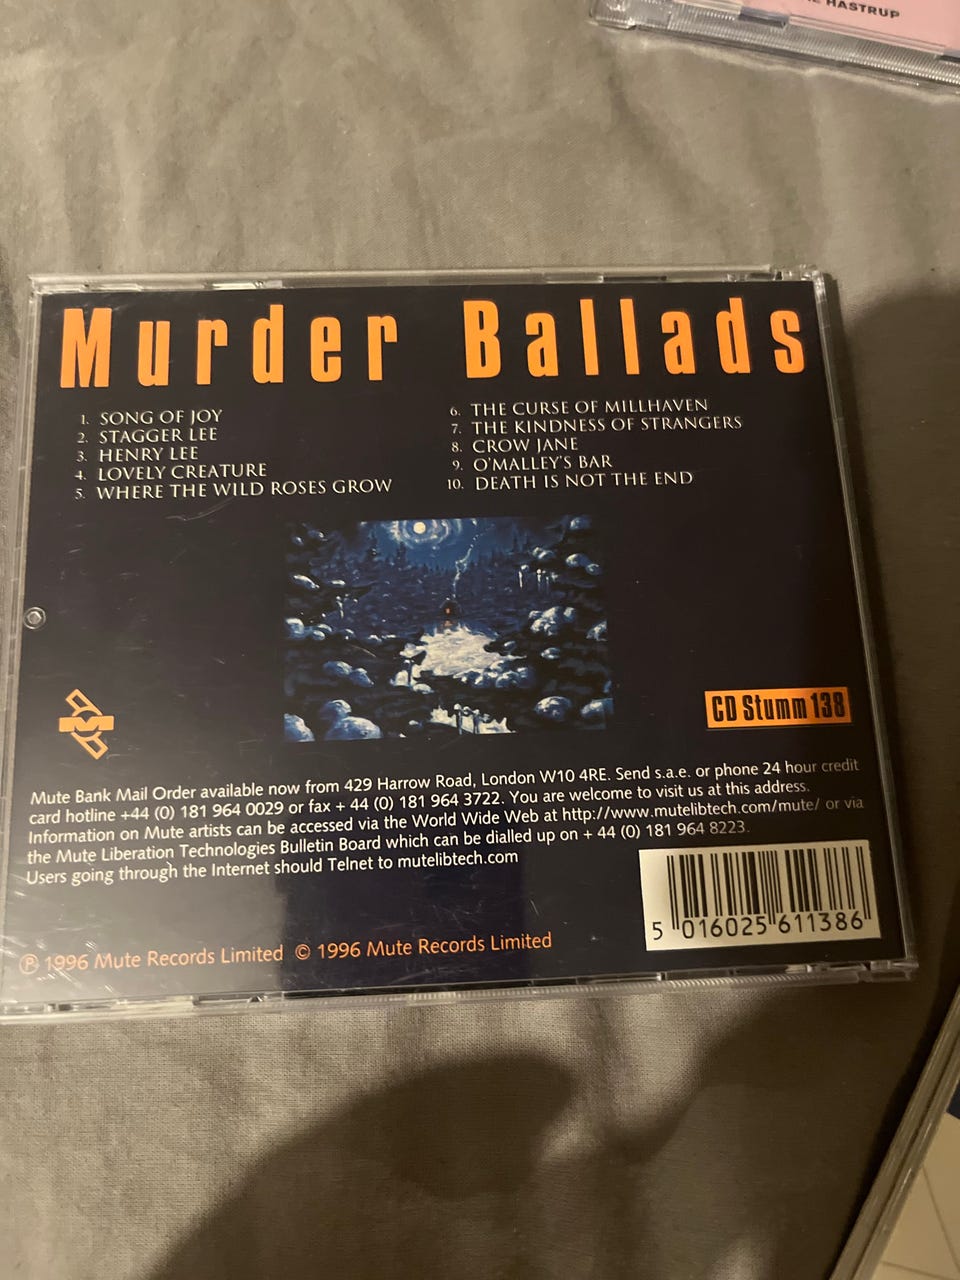 HASTRUP
Murder Ballads
1. SONG OF JOY
2. STAGGER LEE
3. HENRY LEE
4. LOVELY CREATURE
5. WHERE THE WILD ROSES GROW
6. THE CURSE OF MILLHAVEN
7. THE KINDNESS OF STRANGERS
8. CROW JANE
9. O'MALLEY'S BAR
10. DEATH IS NOT THE END
CD Stumm 138
Mute Bank Mail Order available now from 429 Harrow Road, London W10 4RE. Send s.a.e. or phone 24 hour credit
card hotline +44 (0) 181 964 0029 or fax + 44 (0) 181 964 3722. You are welcome to visit us at this address.
Information on Mute artists can be accessed via the World Wide Web at http://www.mutelibtech.com/mute/ or via
the Mute Liberation Technologies Bulletin Board which can be dialled up on + 44 (0) 181 964 8223.
Users going through the Internet should Telnet to mutelibtech.com
5 016025 611386
℗ 1996 Mute Records Limited © 1996 Mute Records Limited